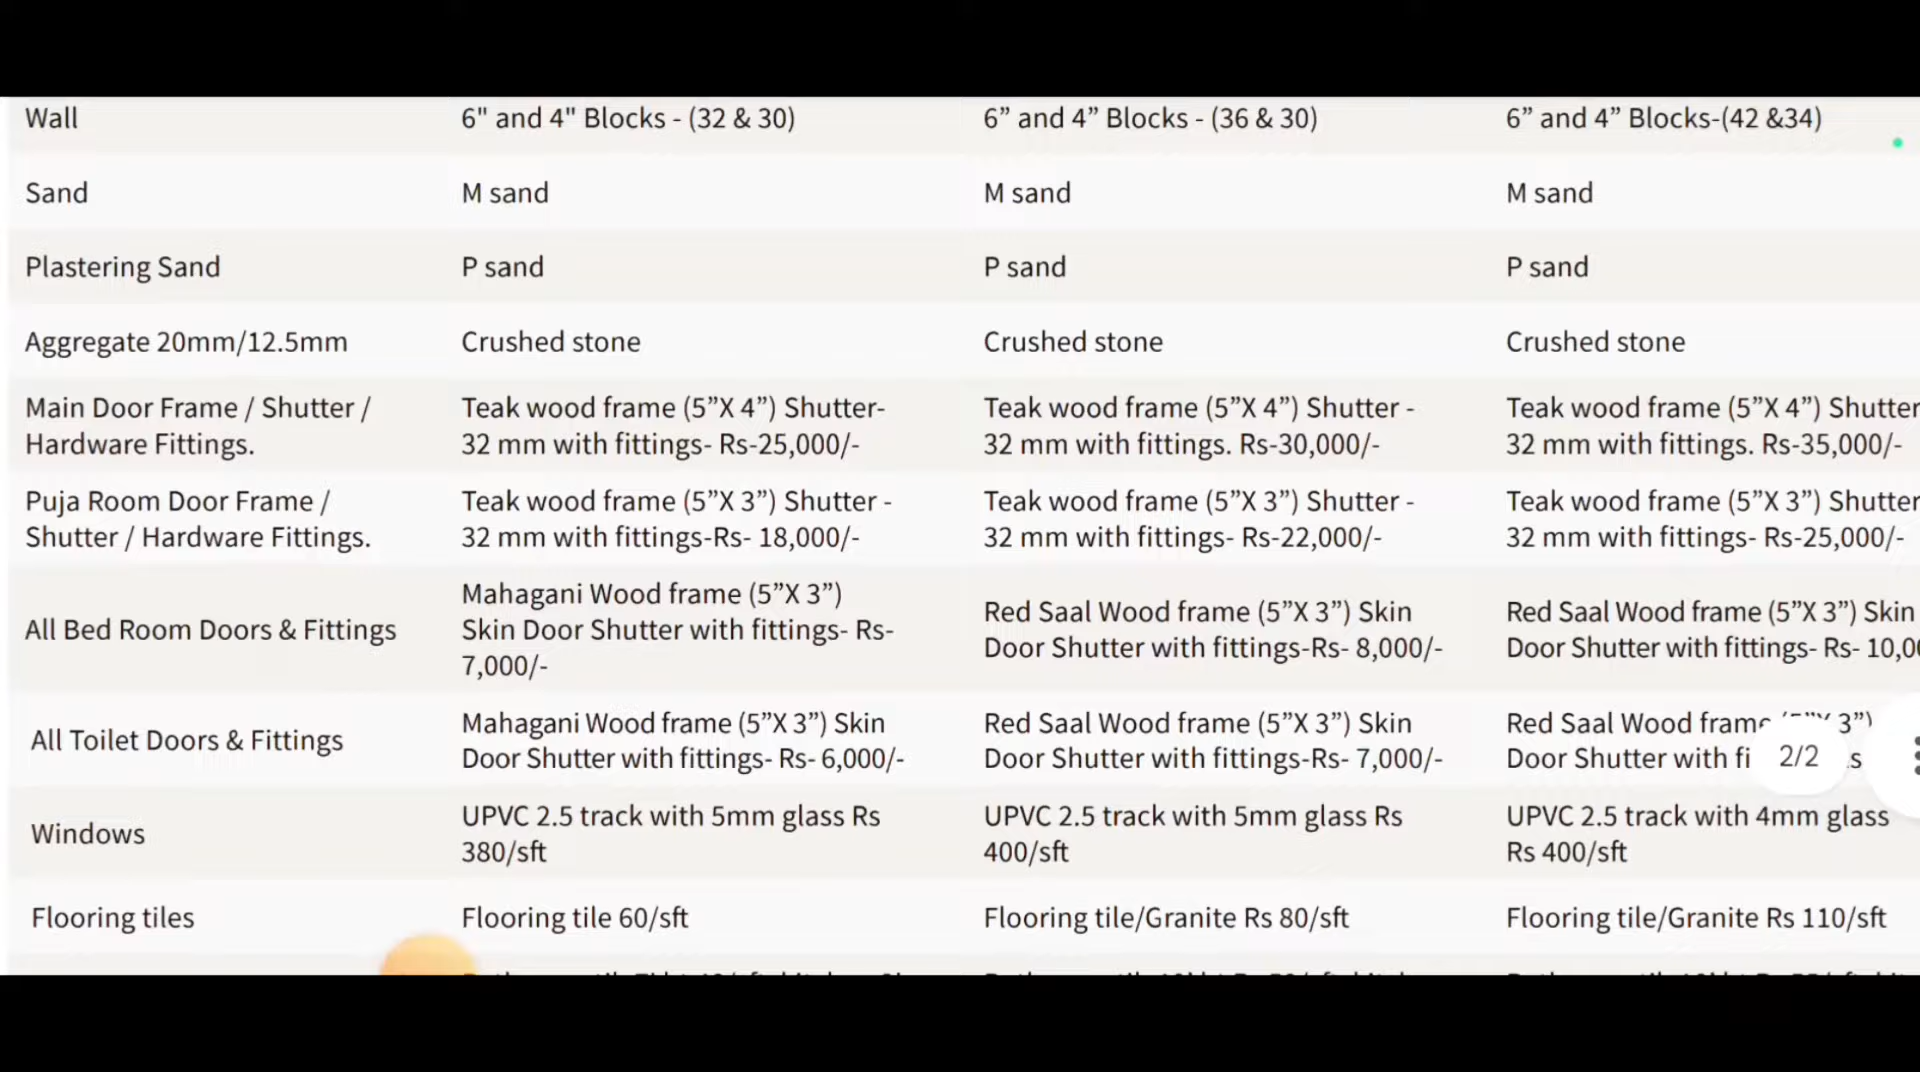 Wall
6" and 4" Blocks - (32 & 30)
6” and 4” Blocks - (36 & 30)
6” and 4” Blocks-(42 &34)
Sand
M sand
M sand
M sand
Plastering Sand
P sand
P sand
P sand
Aggregate 20mm/12.5mm
Crushed stone
Crushed stone
Crushed stone
Main Door Frame / Shutter /
Hardware Fittings.
Teak wood frame (5”X 4”) Shutter-
32 mm with fittings- Rs-25,000/-
Teak wood frame (5”X 4”) Shutter -
32 mm with fittings. Rs-30,000/-
Teak wood frame (5”X 4”) Shutter
32 mm with fittings. Rs-35,000/-
Puja Room Door Frame /
Shutter / Hardware Fittings.
Teak wood frame (5”X 3”) Shutter -
32 mm with fittings-Rs- 18,000/-
Teak wood frame (5”X 3”) Shutter -
32 mm with fittings- Rs-22,000/-
Teak wood frame (5”X 3”) Shutter
32 mm with fittings- Rs-25,000/-
All Bed Room Doors & Fittings
Mahagani Wood frame (5”X 3”)
Skin Door Shutter with fittings- Rs-
7,000/-
Red Saal Wood frame (5”X 3”) Skin
Door Shutter with fittings-Rs- 8,000/-
Red Saal Wood frame (5”X 3”) Skin
Door Shutter with fittings- Rs-
All Toilet Doors & Fittings
Mahagani Wood frame (5”X 3”) Skin
Door Shutter with fittings- Rs- 6,000/-
Red Saal Wood frame (5”X 3”) Skin
Door Shutter with fittings-Rs- 7,000/-
Red Saal Wood frame 3”)
Door Shutter with
2/2
Windows
UPVC 2.5 track with 5mm glass Rs
380/sft
UPVC 2.5 track with 5mm glass Rs
400/sft
UPVC 2.5 track with 4mm glass
Rs 400/sft
Flooring tiles
Flooring tile 60/sft
Flooring tile/Granite Rs 80/sft
Flooring tile/Granite Rs 110/sft